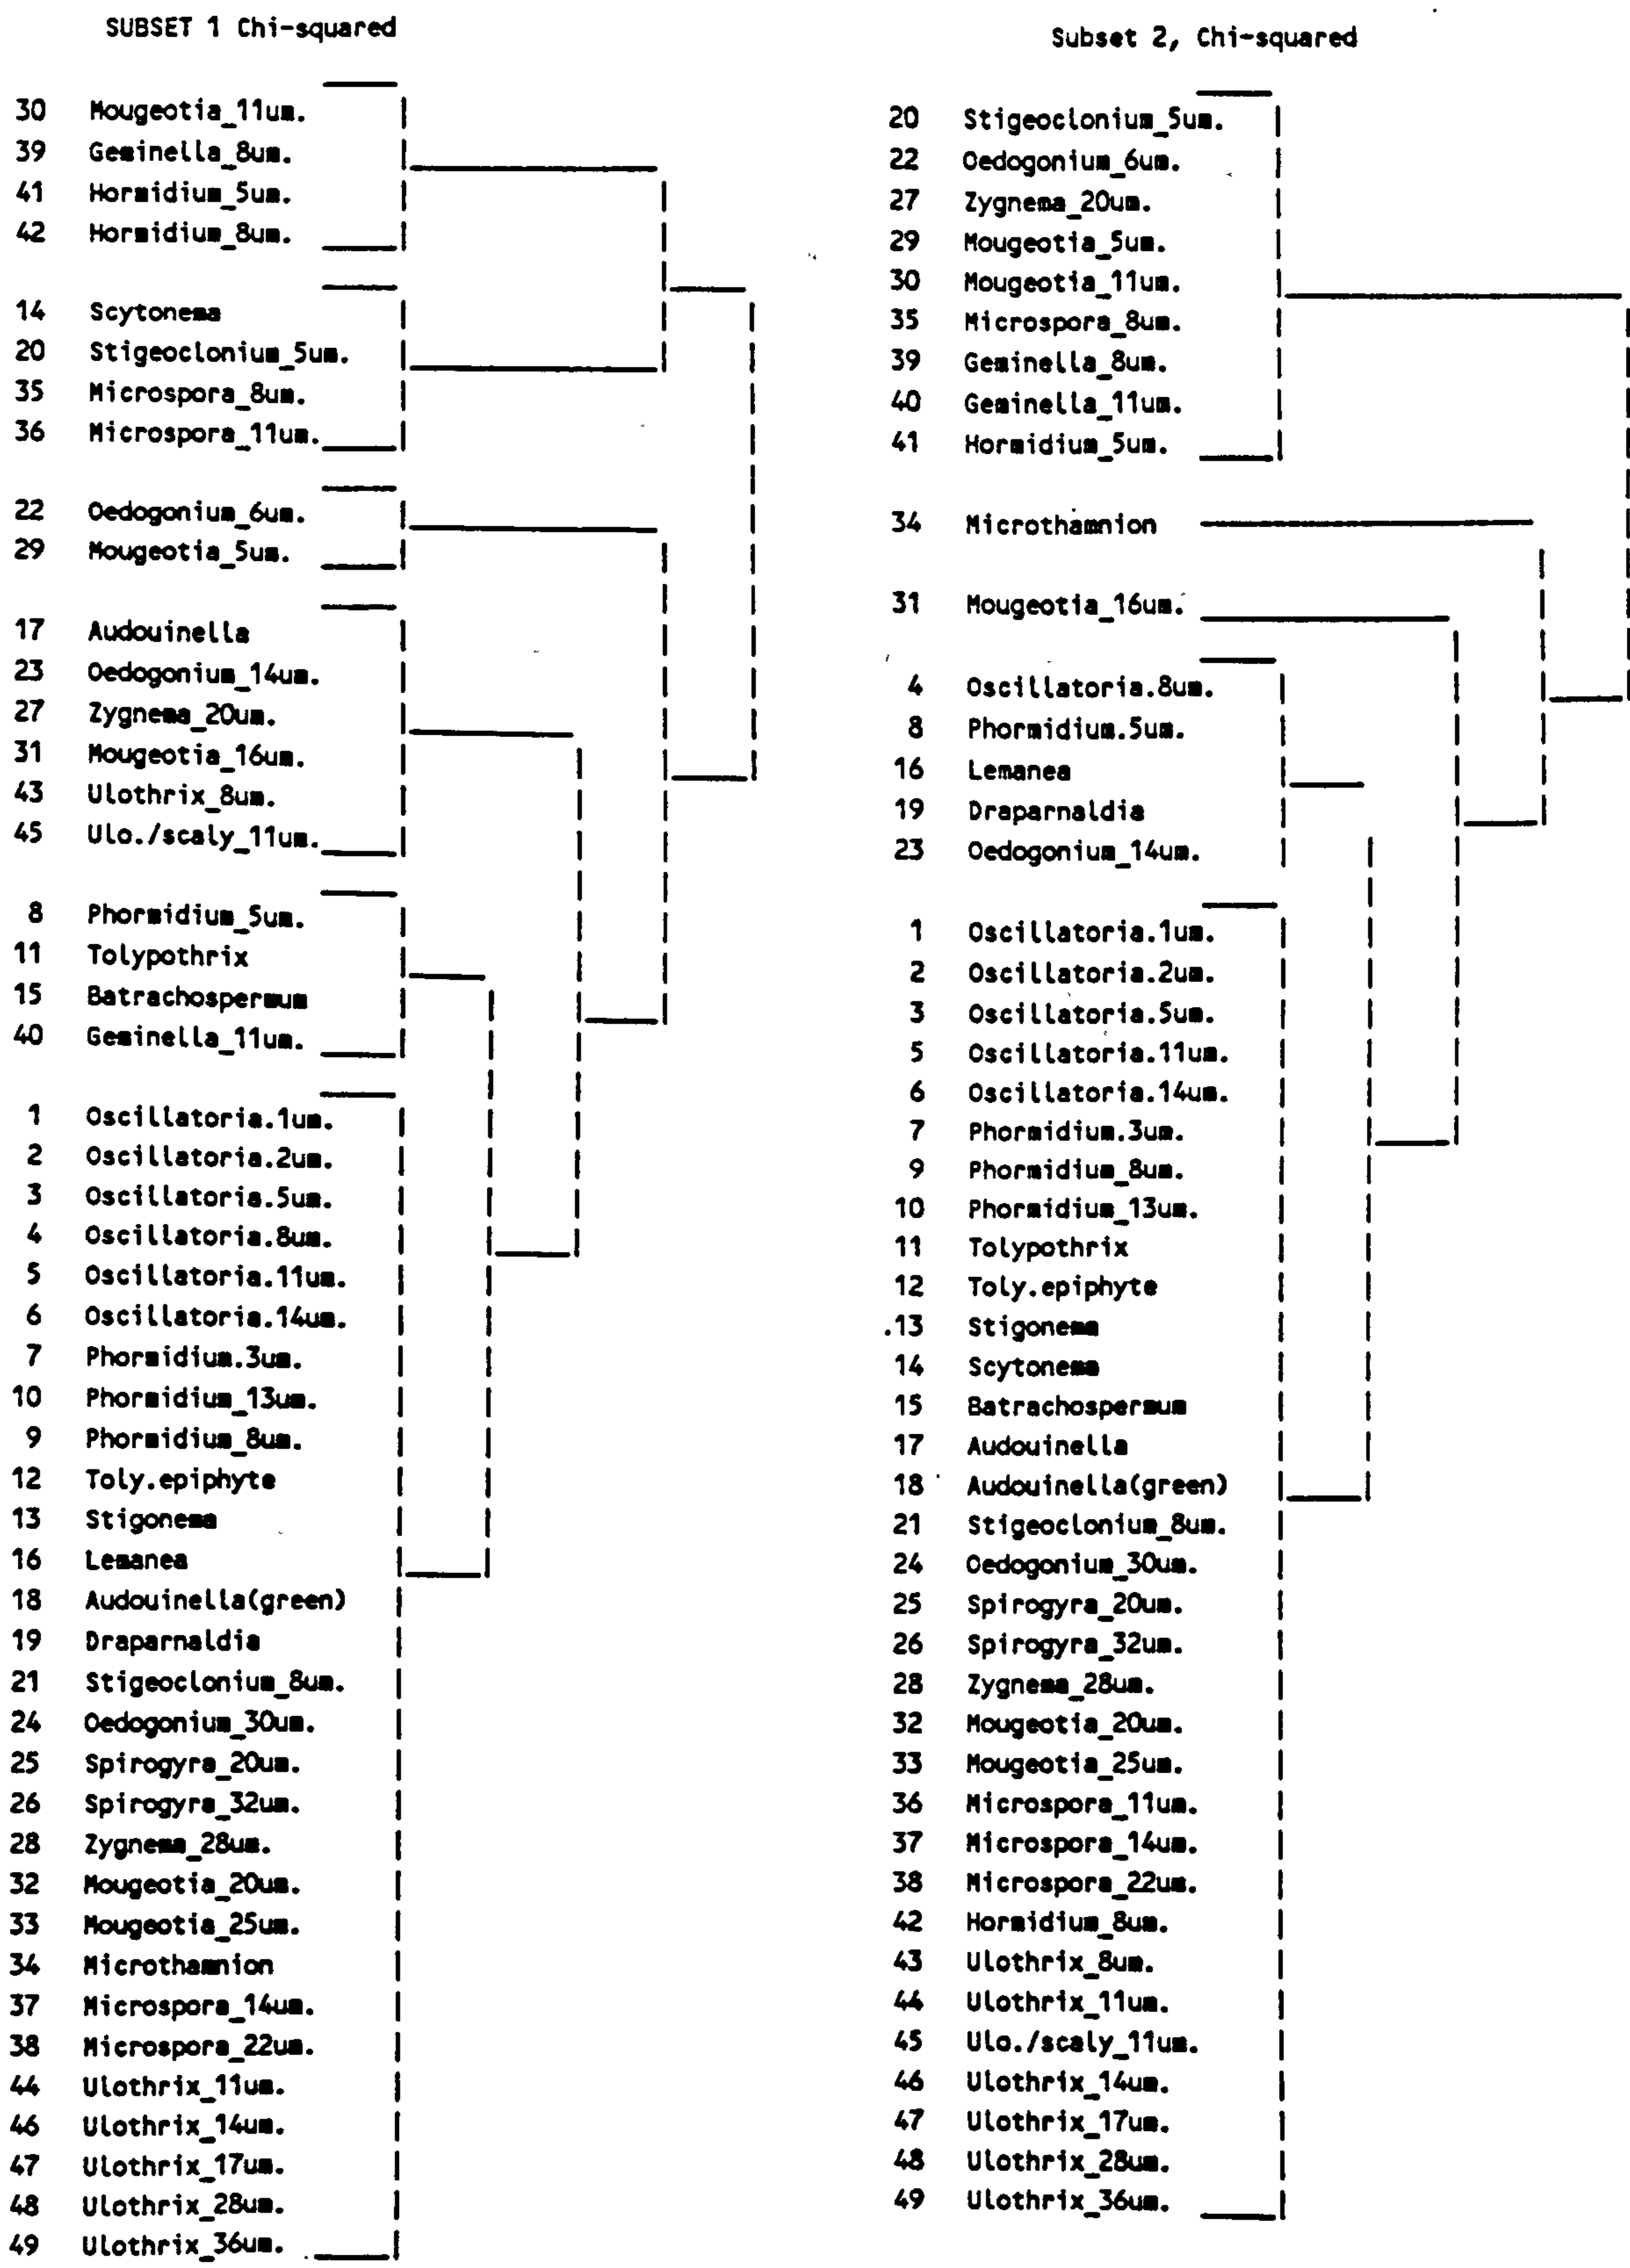 SUBSET 1 Chi-squared
30 Mougeotia_11um.
39 Geminella_8um.
41 Hormidium_5um.
42 Hormidium_8um.
14 Scytonema
20 Stigeoclonium_5um.
35 Microspora_8um.
36 Microspora_11um.
22 Oedogonium_6um.
29 Mougeotia_5um.
17 Audouinella
23 Oedogonium_14um.
27 Zygnema_20um.
31 Mougeotia_16um.
43 Ulothrix_8um.
45 Ulo./scaly_11um.
8 Phormidium_5um.
11 Tolypothrix
15 Batrachospermum
40 Geminella_11um.
1 Oscillatoria.1um.
2 Oscillatoria.2um.
3 Oscillatoria.5um.
4 Oscillatoria.8um.
5 Oscillatoria.11um.
6 Oscillatoria.14um.
7 Phormidium.3um.
10 Phormidium_13um.
9 Phormidium_8um.
12 Toly.epiphyte
13 Stigonema
16 Lemanea
18 Audouinella(green)
19 Draparnaldia
21 Stigeoclonium_8um.
24 Oedogonium_30um.
25 Spirogyra_20um.
26 Spirogyra_32um.
28 Zygnema_28um.
32 Mougeotia_20um.
33 Mougeotia_25um.
34 Microthamnion
37 Microspora_14um.
38 Microspora_22um.
44 Ulothrix_11um.
46 Ulothrix_14um.
47 Ulothrix_17um.
48 Ulothrix_28um.
49 Ulothrix_36um.
Subset 2, Chi-squared
20 Stigeoclonium_5um.
22 Oedogonium_6um.
27 Zygnema_20um.
29 Mougeotia_5um.
30 Mougeotia_11um.
35 Microspora_8um.
39 Geminella_8um.
40 Geminella_11um.
41 Hormidium_5um.
34 Microthamnion
31 Mougeotia_16um.
4 Oscillatoria.8um.
8 Phormidium.5um.
16 Lemanea
19 Draparnaldia
23 Oedogonium_14um.
1 Oscillatoria.1um.
2 Oscillatoria.2um.
3 Oscillatoria.5um.
5 Oscillatoria.11um.
6 Oscillatoria.14um.
7 Phormidium.3um.
9 Phormidium_8um.
10 Phormidium_13um.
11 Tolypothrix
12 Toly.epiphyte
13 Stigonema
14 Scytonema
15 Batrachospermum
17 Audouinella
18 Audouinella(green)
21 Stigeoclonium_8um.
24 Oedogonium_30um.
25 Spirogyra_20um.
26 Spirogyra_32um.
28 Zygnema_28um.
32 Mougeotia_20um.
33 Mougeotia_25um.
36 Microspora_11um.
37 Microspora_14um.
38 Microspora_22um.
42 Hormidium_8um.
43 Ulothrix_8um.
44 Ulothrix_11um.
45 Ulo./scaly_11um.
46 Ulothrix_14um.
47 Ulothrix_17um.
48 Ulothrix_28um.
49 Ulothrix_36um.